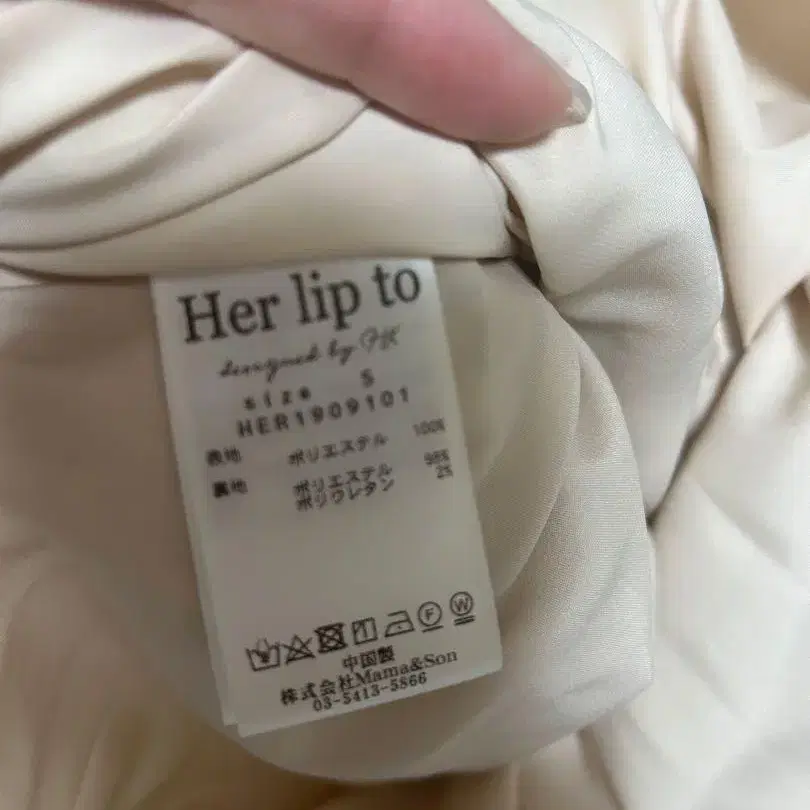 Her lip to
designed by
size S
HER1909101
表地 ポリエステル 100%
裏地 ポリエステル 98%
ポリウレタン 2%
F W
中国製
株式会社Mama&Son
03-5413-5866